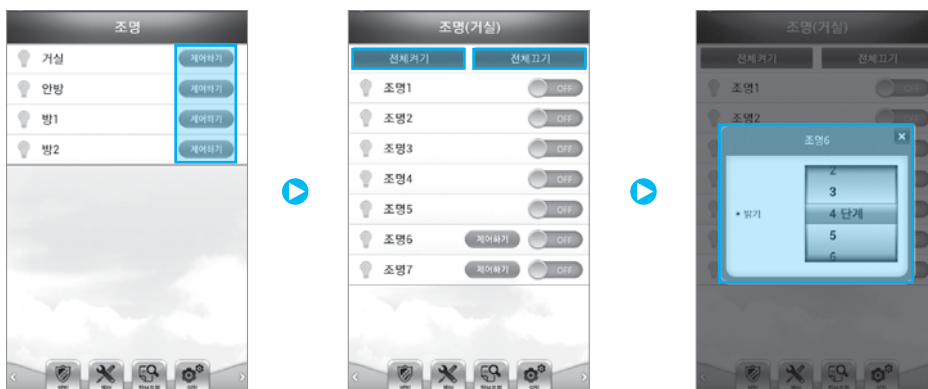 조명
거실 제어하기
안방 제어하기
방1 제어하기
방2 제어하기
조명(거실)
전체켜기 전체끄기
조명1 OFF
조명2 OFF
조명3 OFF
조명4 OFF
조명5 OFF
조명6 제어하기 OFF
조명7 제어하기 OFF
조명(거실)
전체켜기 전체끄기
조명1 OFF
조명2
조명6
2
3
• 밝기 4 단계
5
6